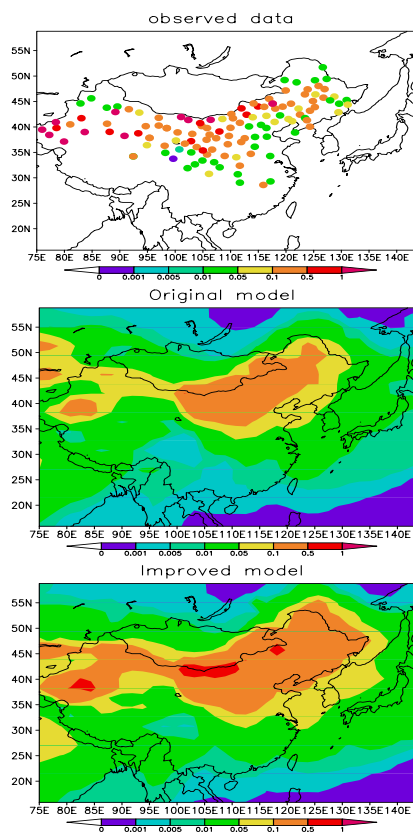 observed data
55N
50N
45N
40N
35N
30N
25N
20N
75E 80E 85E 90E 95E 100E 105E 110E 115E 120E 125E 130E 135E 140E
0 0.001 0.005 0.01 0.05 0.1 0.5 1
Original model
55N
50N
45N
40N
35N
30N
25N
20N
75E 80E 85E 90E 95E 100E 105E 110E 115E 120E 125E 130E 135E 140E
0 0.001 0.005 0.01 0.05 0.1 0.5 1
Improved model
55N
50N
45N
40N
35N
30N
25N
20N
75E 80E 85E 90E 95E 100E 105E 110E 115E 120E 125E 130E 135E 140E
0 0.001 0.005 0.01 0.05 0.1 0.5 1